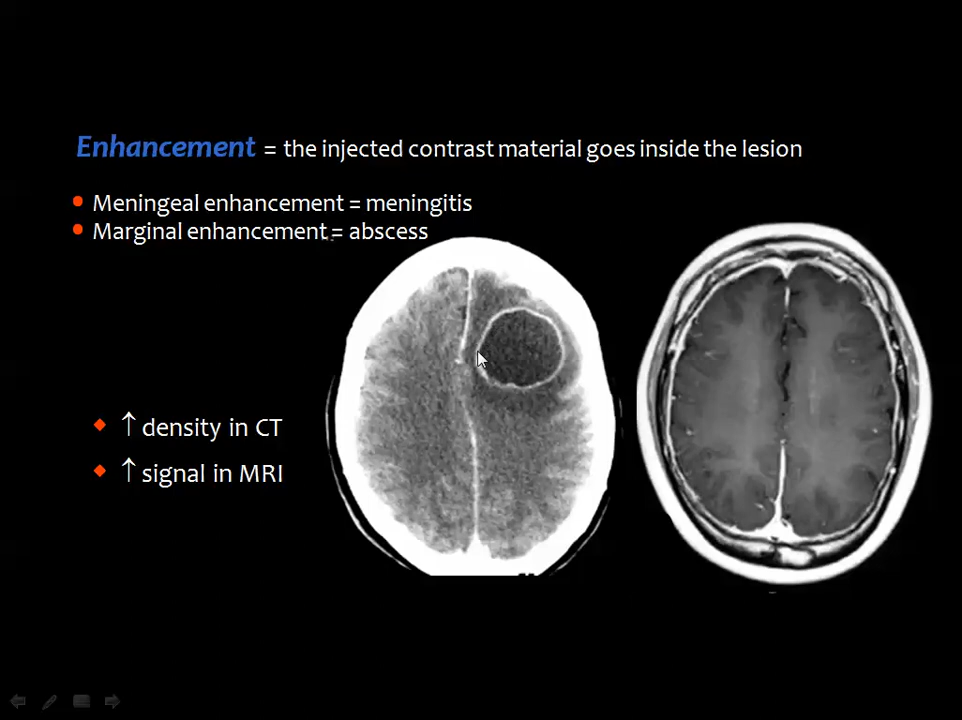 Enhancement = the injected contrast material goes inside the lesion
Meningeal enhancement = meningitis
Marginal enhancement = abscess
↑ density in CT
↑ signal in MRI